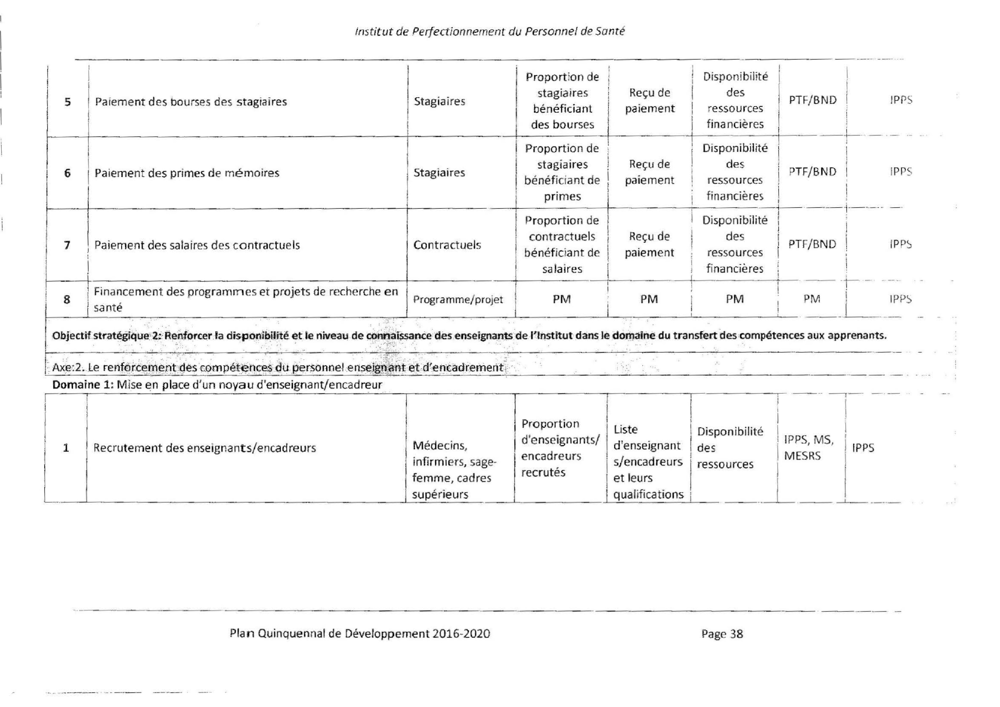 Institut de Perfectionnement du Personnel de Santé
5 Paiement des bourses des stagiaires Stagiaires Proportion de stagiaires bénéficiant des bourses Reçu de paiement Disponibilité des ressources financières PTF/BND IPPS
6 Paiement des primes de mémoires Stagiaires Proportion de stagiaires bénéficiant de primes Reçu de paiement Disponibilité des ressources financières PTF/BND IPPS
7 Paiement des salaires des contractuels Contractuels Proportion de contractuels bénéficiant de salaires Reçu de paiement Disponibilité des ressources financières PTF/BND IPPS
8 Financement des programmes et projets de recherche en santé Programme/projet PM PM PM PM IPPS
Objectif stratégique 2: Renforcer la disponibilité et le niveau de connaissance des enseignants de l'Institut dans le domaine du transfert des compétences aux apprenants.
Axe:2. Le renforcement des compétences du personnel enseignant et d'encadrement
Domaine 1: Mise en place d'un noyau d'enseignant/encadreur
1 Recrutement des enseignants/encadreurs Médecins, infirmiers, sage-femme, cadres supérieurs Proportion d'enseignants/ encadreurs recrutés Liste d'enseignant s/encadreurs et leurs qualifications Disponibilité des ressources IPPS, MS, MESRS IPPS
Plan Quinquennal de Développement 2016-2020 Page 38